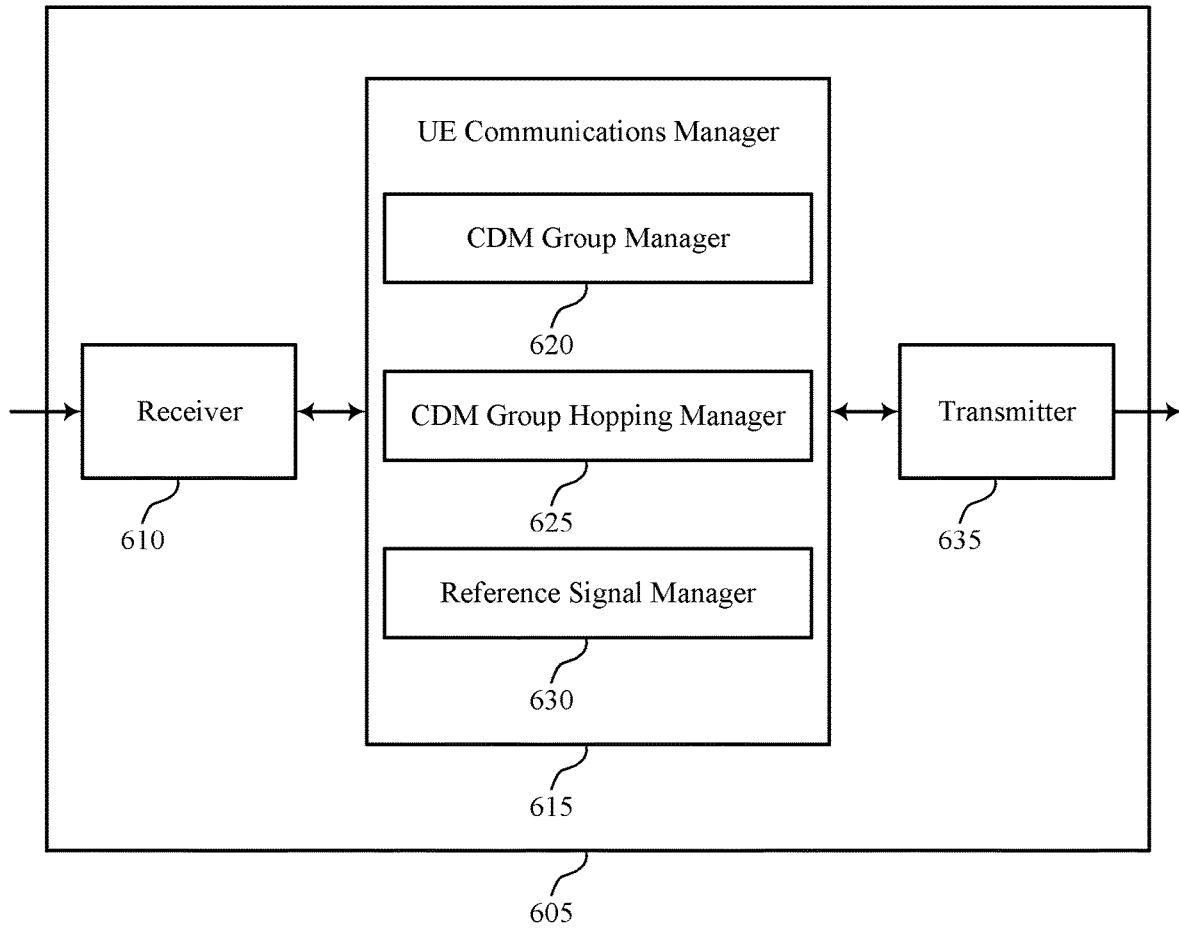 UE Communications Manager
CDM Group Manager
620
Receiver
610
CDM Group Hopping Manager
625
Transmitter
635
Reference Signal Manager
630
615
605